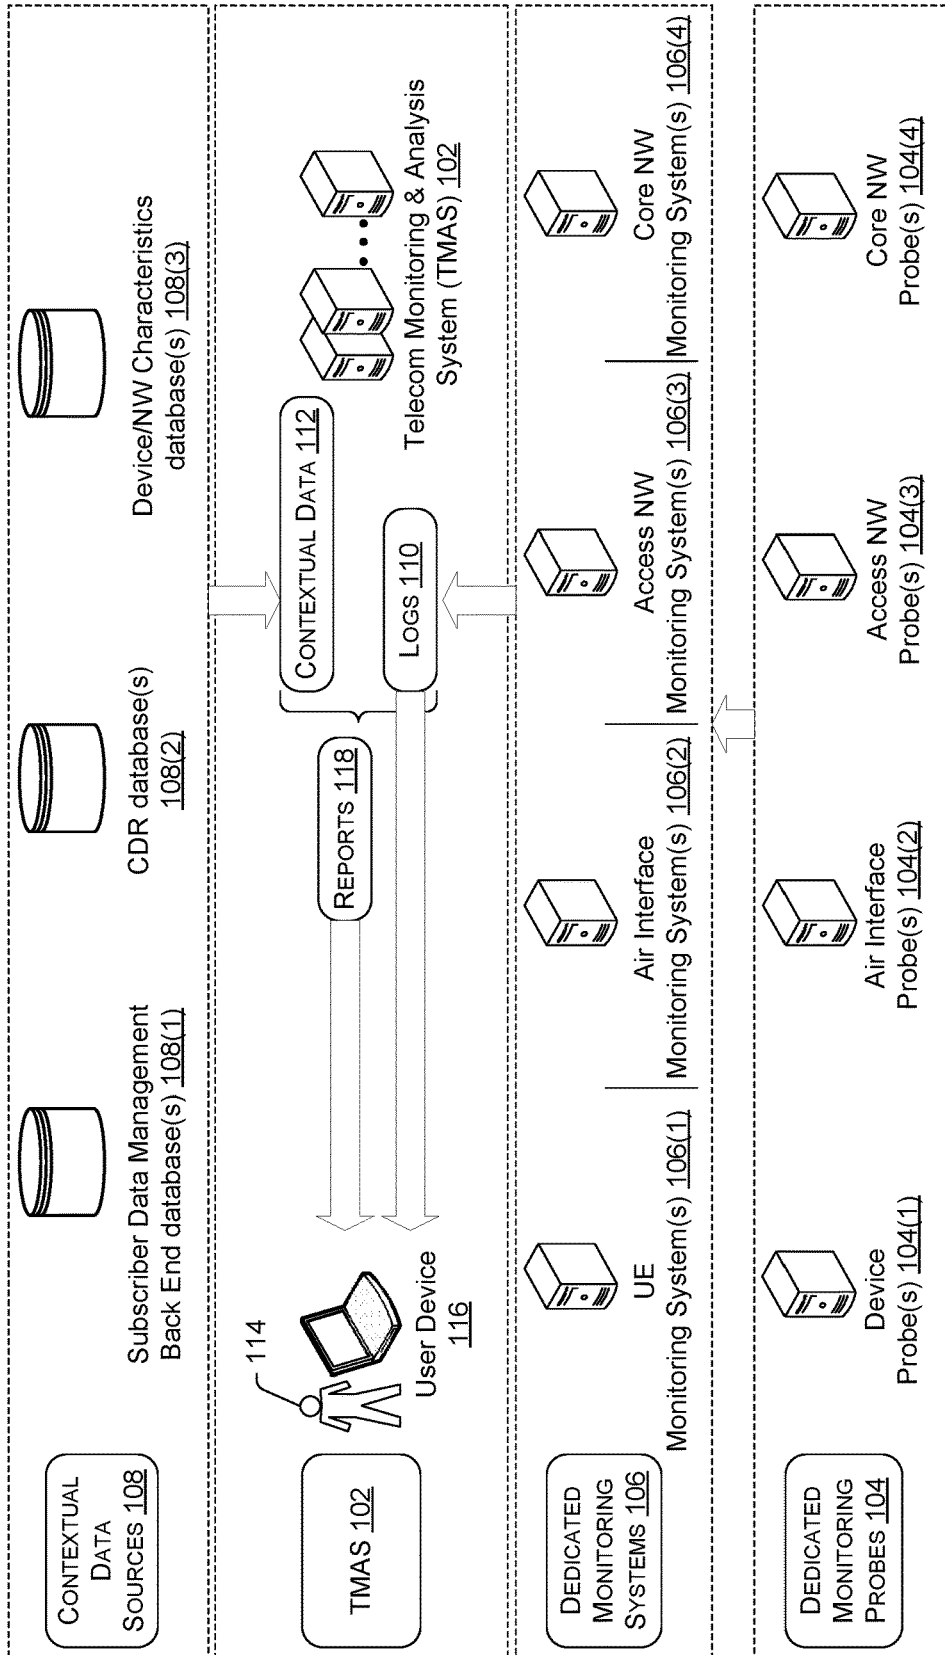 CONTEXTUAL
DATA
SOURCES 108
Subscriber Data Management
Back End database(s) 108(1)
CDR database(s)
108(2)
Device/NW Characteristics
database(s) 108(3)
TMAS 102
114
User Device
116
REPORTS 118
CONTEXTUAL DATA 112
LOGS 110
Telecom Monitoring & Analysis
System (TMAS) 102
DEDICATED
MONITORING
SYSTEMS 106
UE
Monitoring System(s) 106(1)
Air Interface
Monitoring System(s) 106(2)
Access NW
Monitoring System(s) 106(3)
Core NW
Monitoring System(s) 106(4)
DEDICATED
MONITORING
PROBES 104
Device
Probe(s) 104(1)
Air Interface
Probe(s) 104(2)
Access NW
Probe(s) 104(3)
Core NW
Probe(s) 104(4)